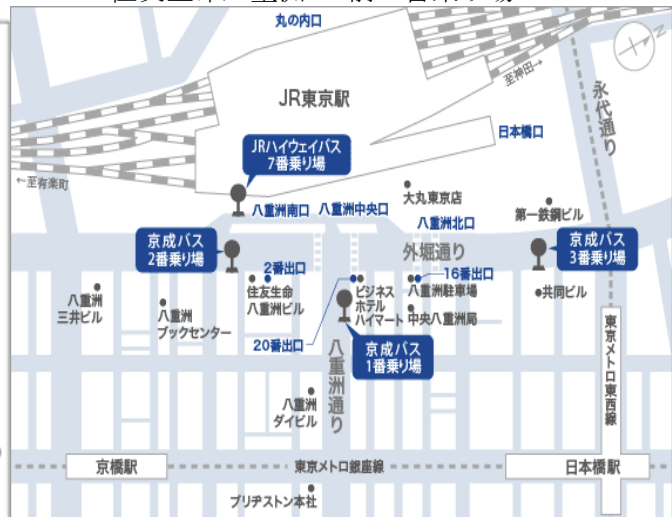 丸の内口
至神田→
N
永代通り
JR東京駅
日本橋口
JRハイウェイバス
7番乗り場
←至有楽町
大丸東京店
八重洲南口
八重洲中央口
八重洲北口
第一鉄鋼ビル
京成バス
2番乗り場
外堀通り
京成バス
3番乗り場
2番出口
16番出口
八重洲
三井ビル
八重洲
ブックセンター
住友生命
八重洲ビル
ビジネス
ホテル
ハイマート
八重洲駐車場
中央八重洲局
共同ビル
20番出口
京成バス
1番乗り場
八重洲通り
東京メトロ東西線
八重洲
ダイビル
京橋駅
東京メトロ銀座線
日本橋駅
ブリヂストン本社